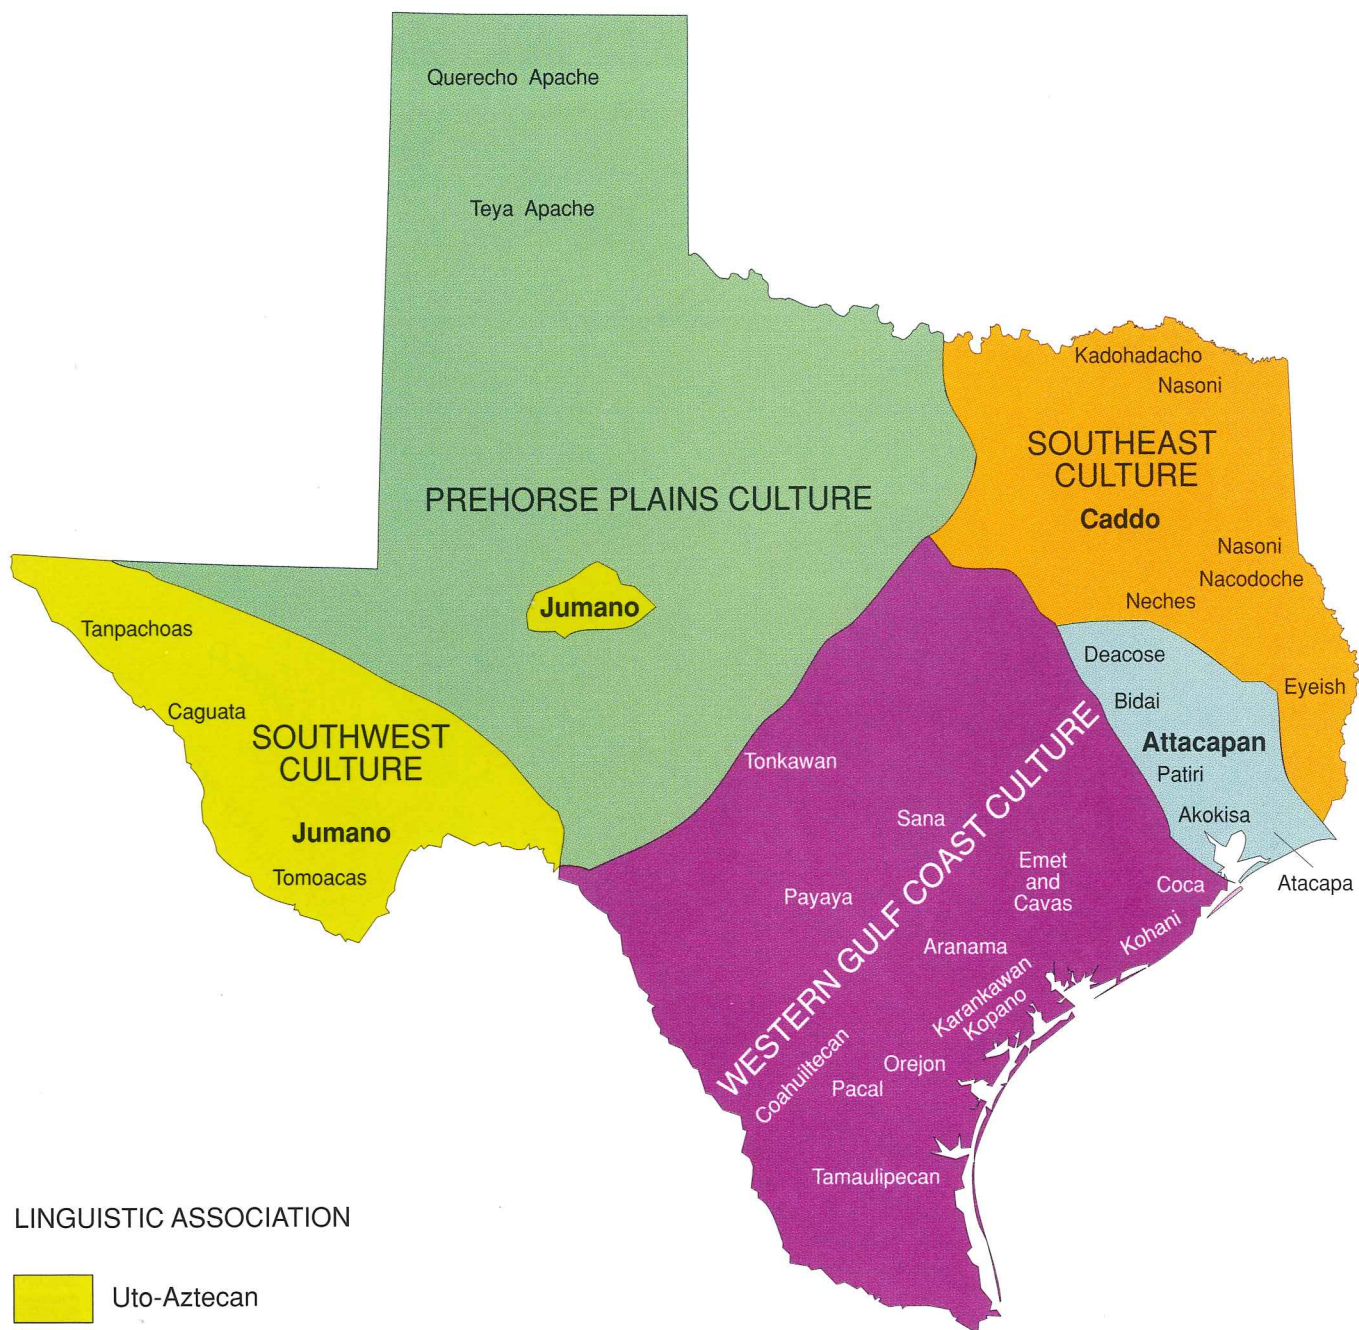 Querecho Apache
Teya Apache
Kadohadacho
Nasoni
SOUTHEAST
CULTURE
Caddo
PREHORSE PLAINS CULTURE
Nasoni
Nacodoche
Neches
Jumano
Tanpachoas
Deacose
Eyeish
Bidai
Caguata
SOUTHWEST
CULTURE
Attacapan
Patiri
Tonkawan
Akokisa
Sana
Jumano
Tomoacas
Emet
and
Cavas
Payaya
Coca
Atacapa
WESTERN GULF COAST CULTURE
Aranama
Kohani
Karankawan
Kopano
Coahuiltecan
Orejon
Pacal
Tamaulipecan
LINGUISTIC ASSOCIATION
Uto-Aztecan